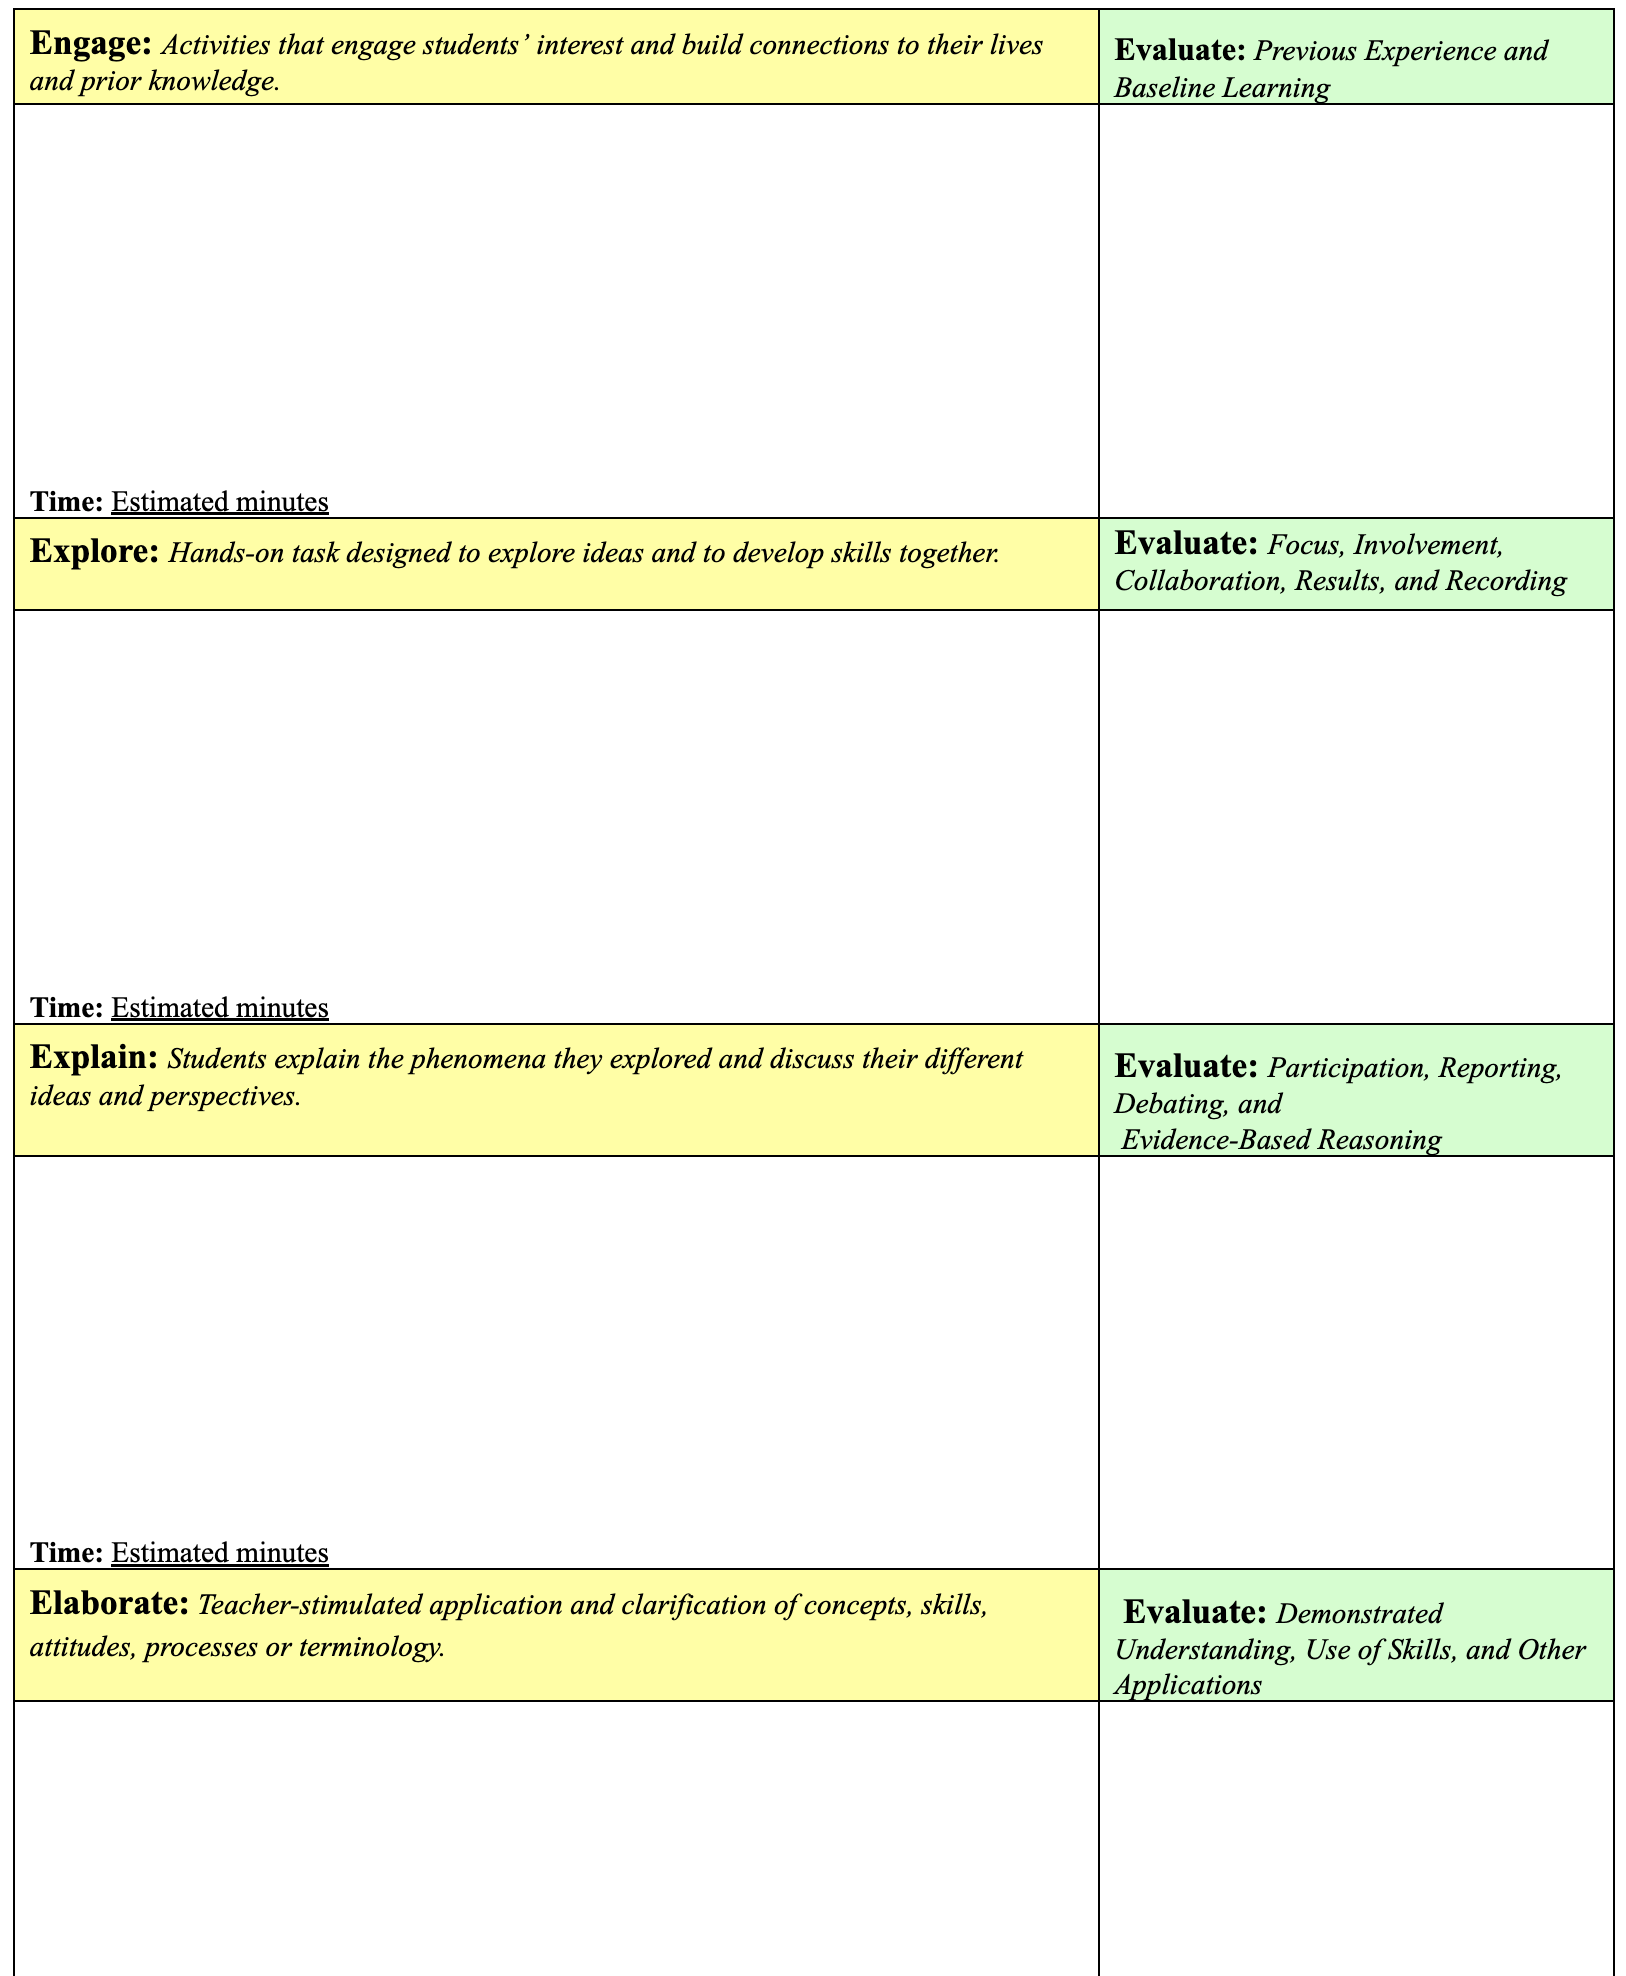 Engage: Activities that engage students’ interest and build connections to their lives
and prior knowledge.
Evaluate: Previous Experience and
Baseline Learning
Time: Estimated minutes
Explore: Hands-on task designed to explore ideas and to develop skills together.
Evaluate: Focus, Involvement,
Collaboration, Results, and Recording
Time: Estimated minutes
Explain: Students explain the phenomena they explored and discuss their different
ideas and perspectives.
Evaluate: Participation, Reporting,
Debating, and
Evidence-Based Reasoning
Time: Estimated minutes
Elaborate: Teacher-stimulated application and clarification of concepts, skills,
attitudes, processes or terminology.
Evaluate: Demonstrated
Understanding, Use of Skills, and Other
Applications